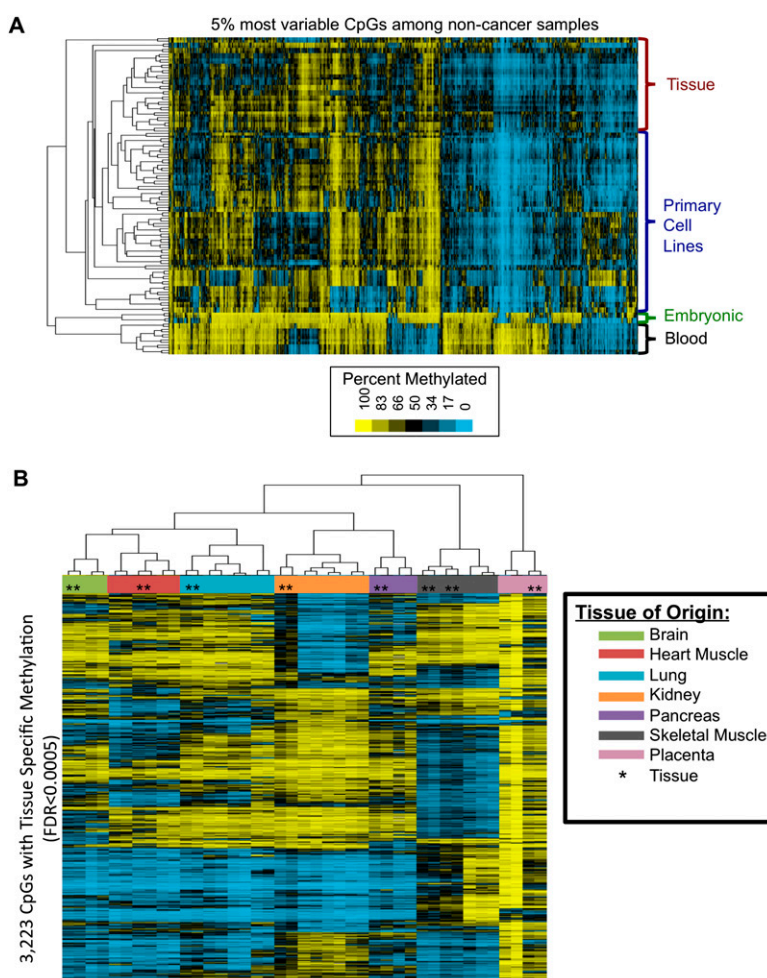 A
5% most variable CpGs among non-cancer samples
Tissue
Primary
Cell
Lines
Embryonic
Blood
Percent Methylated
100
83
66
50
34
17
0
B
** ** ** ** ** ** ** **
3,223 CpGs with Tissue Specific Methylation
(FDR<0.0005)
Tissue of Origin:
Brain
Heart Muscle
Lung
Kidney
Pancreas
Skeletal Muscle
Placenta
* Tissue